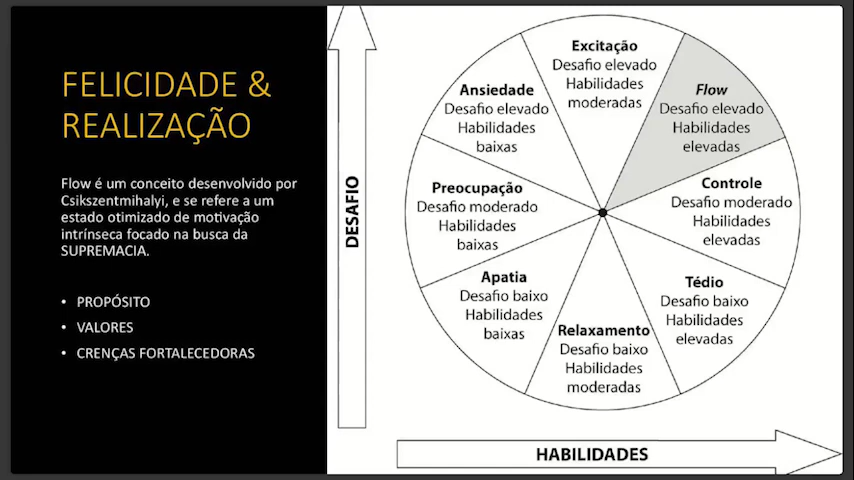 FELICIDADE &
REALIZAÇÃO
Flow é um conceito desenvolvido por
Csikszentmihalyi, e se refere a um
estado otimizado de motivação
intrínseca focado na busca da
SUPREMACIA.
• PROPÓSITO
• VALORES
• CRENÇAS FORTALECEDORAS
DESAFIO
Excitação
Desafio elevado
Habilidades
moderadas
Flow
Desafio elevado
Habilidades
elevadas
Controle
Desafio moderado
Habilidades
elevadas
Tédio
Desafio baixo
Habilidades
elevadas
Relaxamento
Desafio baixo
Habilidades
moderadas
Apatia
Desafio baixo
Habilidades
baixas
Preocupação
Desafio moderado
Habilidades
baixas
Ansiedade
Desafio elevado
Habilidades
baixas
HABILIDADES